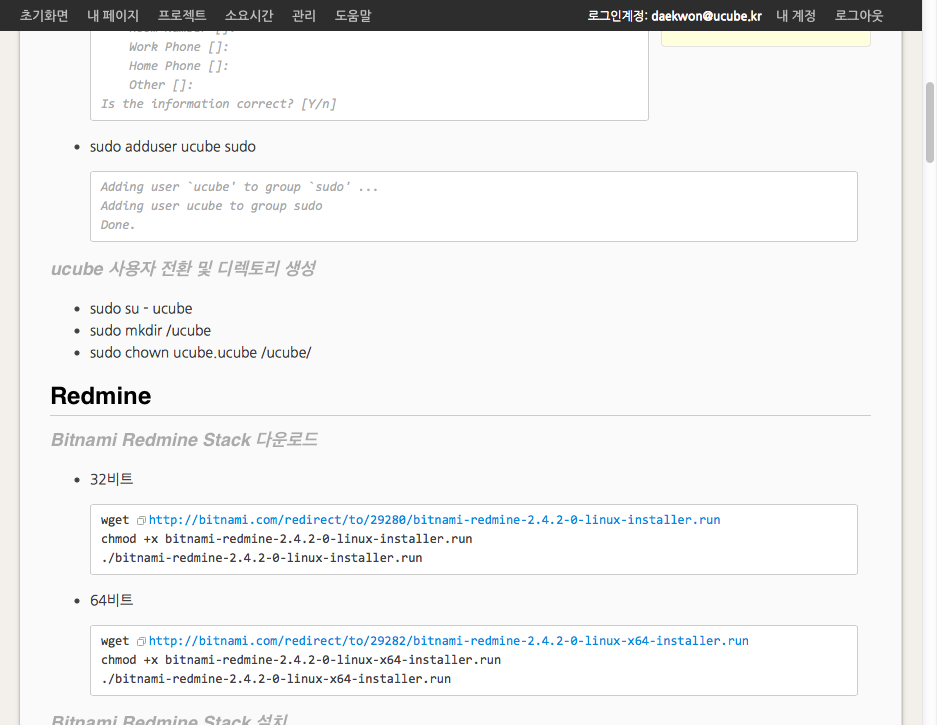 초기화면 내 페이지 프로젝트 소요시간 관리 도움말 로그인계정: daekwon@ucube.kr 내 계정 로그아웃
Room Number []:
Work Phone []:
Home Phone []:
Other []:
Is the information correct? [Y/n]
sudo adduser ucube sudo
Adding user `ucube' to group `sudo' ...
Adding user ucube to group sudo
Done.
ucube 사용자 전환 및 디렉토리 생성
sudo su - ucube
sudo mkdir /ucube
sudo chown ucube.ucube /ucube/
Redmine
Bitnami Redmine Stack 다운로드
32비트
wget http://bitnami.com/redirect/to/29280/bitnami-redmine-2.4.2-0-linux-installer.run
chmod +x bitnami-redmine-2.4.2-0-linux-installer.run
./bitnami-redmine-2.4.2-0-linux-installer.run
64비트
wget http://bitnami.com/redirect/to/29282/bitnami-redmine-2.4.2-0-linux-x64-installer.run
chmod +x bitnami-redmine-2.4.2-0-linux-x64-installer.run
./bitnami-redmine-2.4.2-0-linux-x64-installer.run
Bitnami Redmine Stack 설치